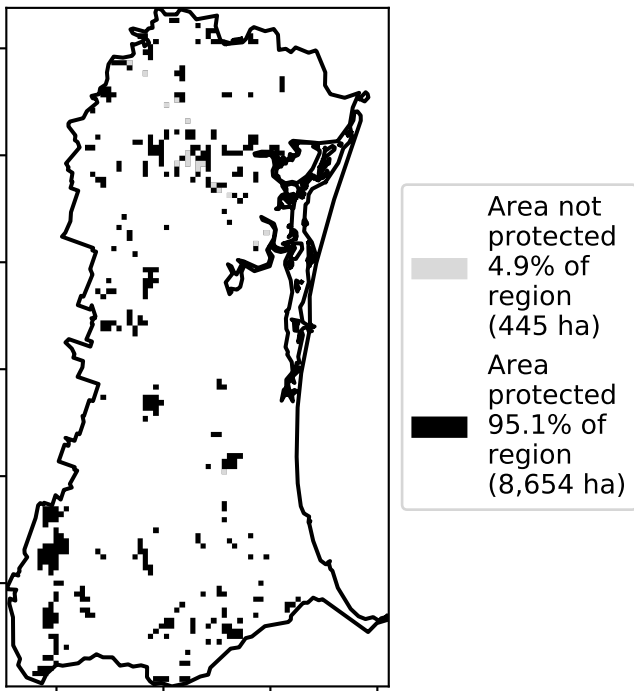 Area not
protected
4.9% of
region
(445 ha)
Area
protected
95.1% of
region
(8,654 ha)